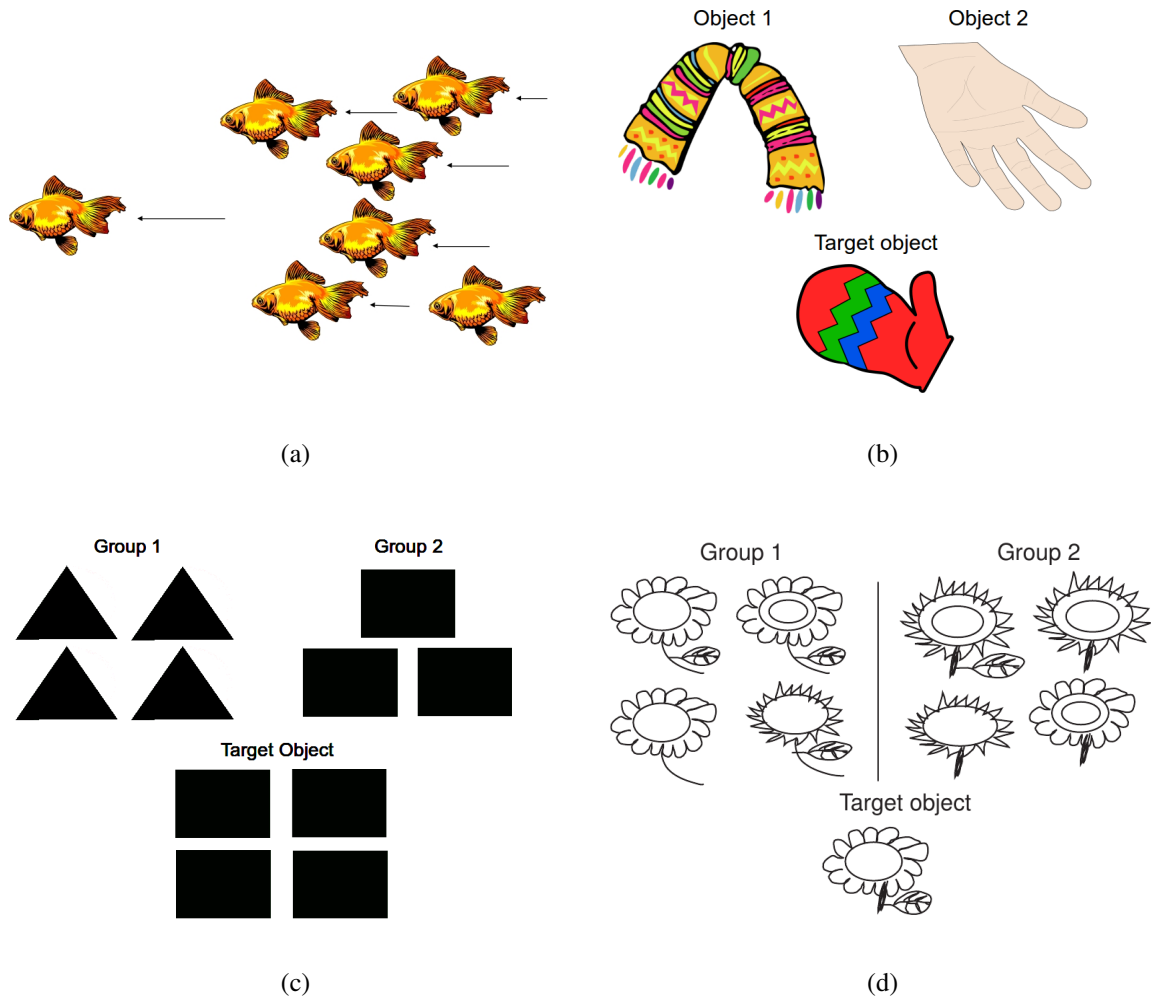 Object 1
Object 2
Target object
(a)
(b)
Group 1
Group 2
Target Object
Group 1
Group 2
Target object
(c)
(d)